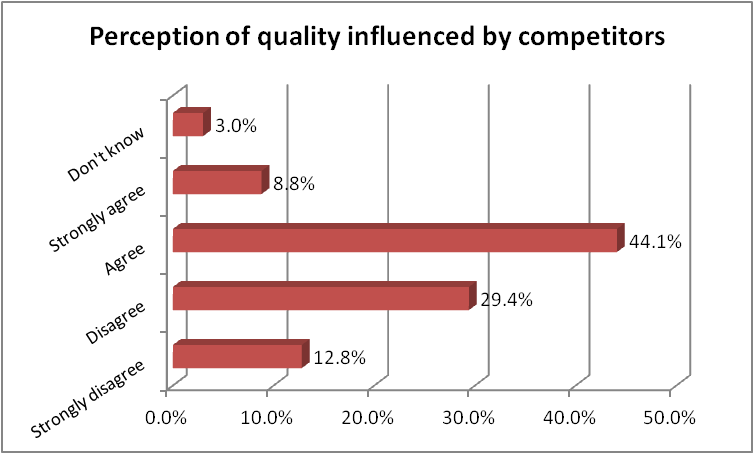 Perception of quality influenced by competitors
Don't know
3.0%
Strongly agree
8.8%
Agree
44.1%
Disagree
29.4%
Strongly disagree
12.8%
0.0% 10.0% 20.0% 30.0% 40.0% 50.0%